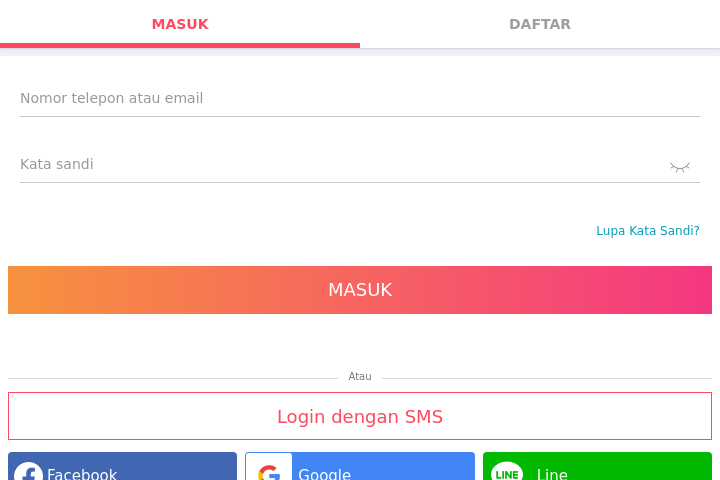 MASUK
DAFTAR
Nomor telepon atau email
Kata sandi
Lupa Kata Sandi?
MASUK
Atau
Login dengan SMS
Facebook
Google
LINE
Line